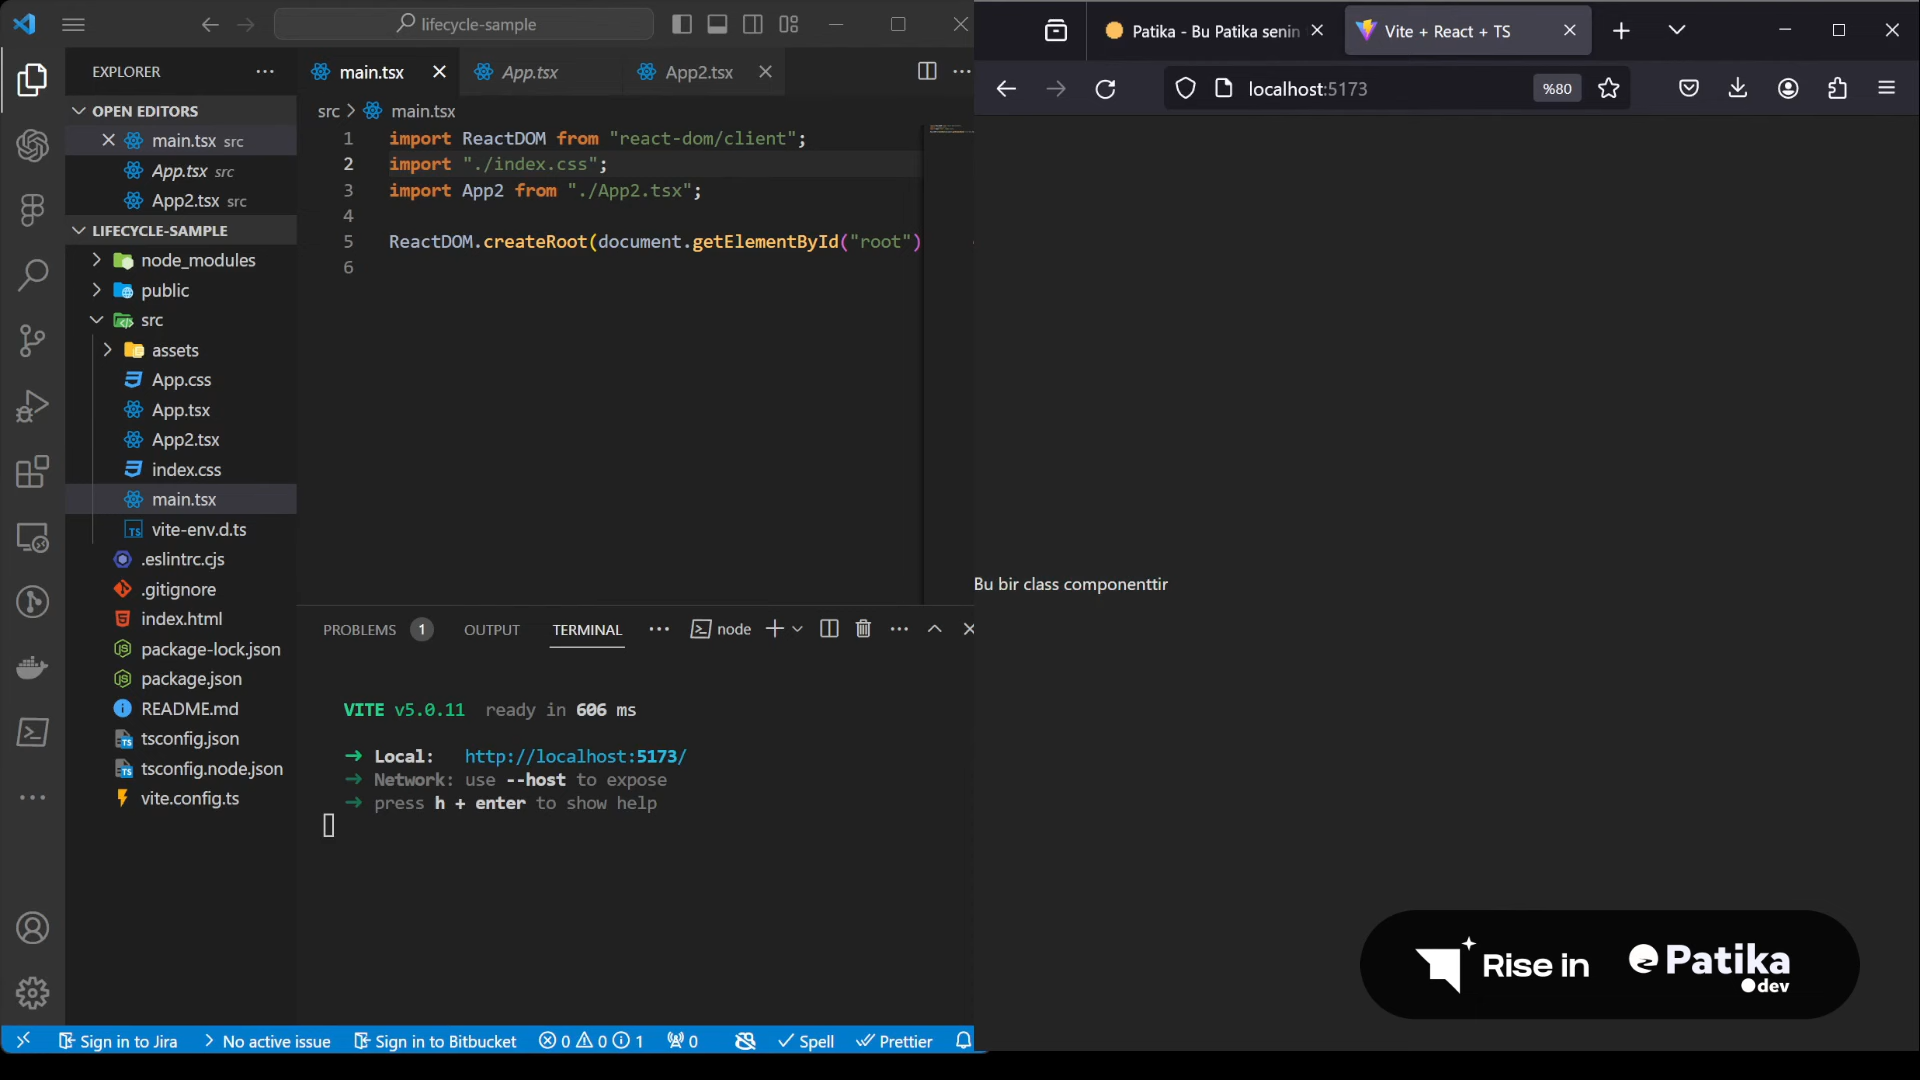 lifecycle-sample
EXPLORER
OPEN EDITORS
main.tsx src
App.tsx src
App2.tsx src
LIFECYCLE-SAMPLE
node_modules
public
src
assets
App.css
App.tsx
App2.tsx
index.css
main.tsx
TS vite-env.d.ts
.eslintrc.cjs
.gitignore
index.html
package-lock.json
package.json
README.md
tsconfig.json
tsconfig.node.json
vite.config.ts
main.tsx
App.tsx
App2.tsx
src > main.tsx
1 import ReactDOM from "react-dom/client";
2 import "./index.css";
3 import App2 from "./App2.tsx";
4
5 ReactDOM.createRoot(document.getElementById("root")
6
PROBLEMS 1 OUTPUT TERMINAL ··· node
VITE v5.0.11 ready in 606 ms
➜ Local: http://localhost:5173/
➜ Network: use --host to expose
➜ press h + enter to show help
Sign in to Jira No active issue Sign in to Bitbucket 0 0 1 0 Spell Prettier
Patika - Bu Patika senin
Vite + React + TS
localhost:5173
%80
Bu bir class componenttir
Rise in
Patika
dev